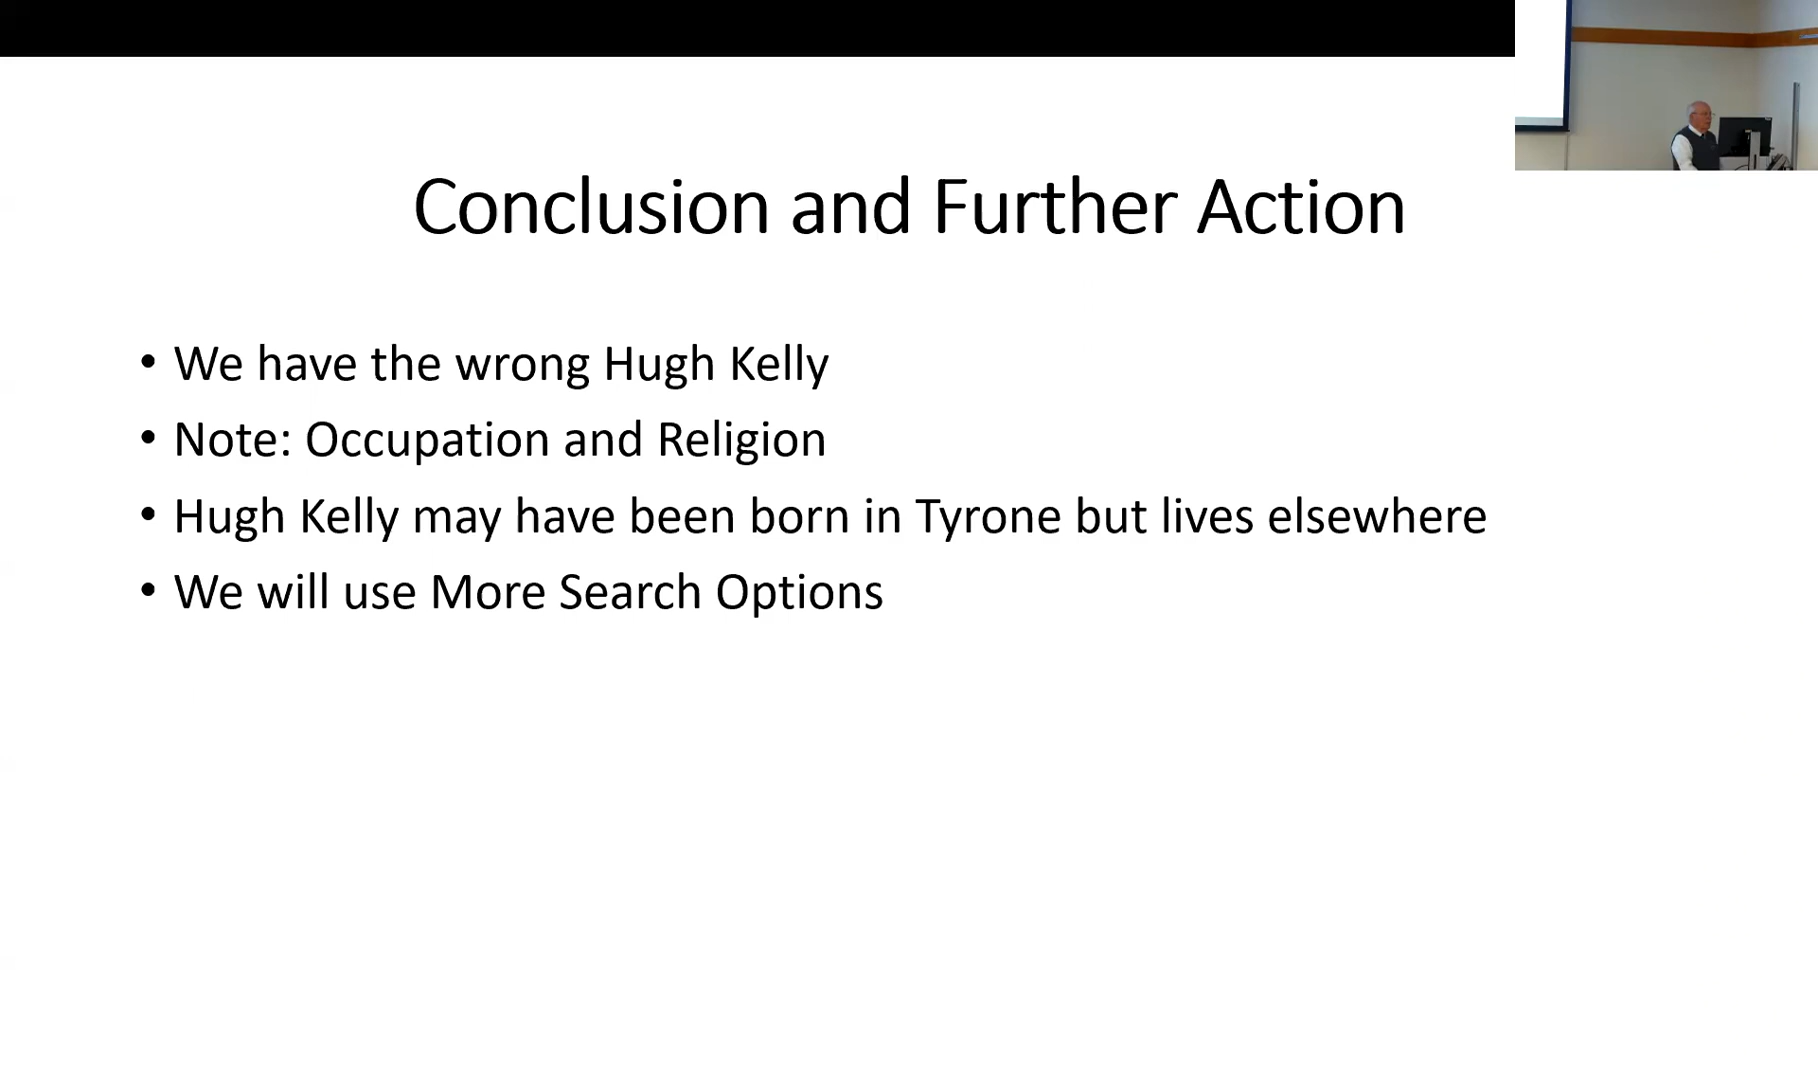 Conclusion and Further Action
• We have the wrong Hugh Kelly
• Note: Occupation and Religion
• Hugh Kelly may have been born in Tyrone but lives elsewhere
• We will use More Search Options